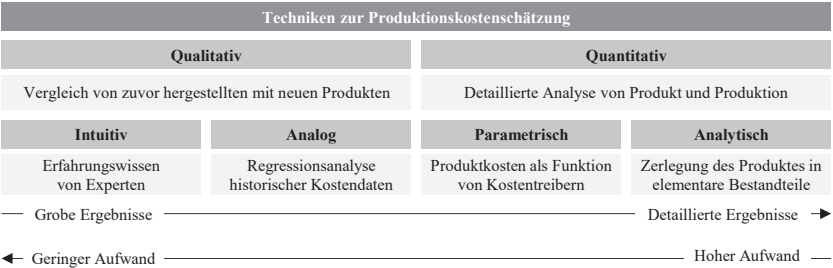 Techniken zur Produktionskostenschätzung
Qualitativ
Quantitativ
Vergleich von zuvor hergestellten mit neuen Produkten
Detaillierte Analyse von Produkt und Produktion
Intuitiv
Analog
Parametrisch
Analytisch
Erfahrungswissen
von Experten
Regressionsanalyse
historischer Kostendaten
Produktkosten als Funktion
von Kostentreibern
Zerlegung des Produktes in
elementare Bestandteile
Grobe Ergebnisse
Detaillierte Ergebnisse
Geringer Aufwand
Hoher Aufwand